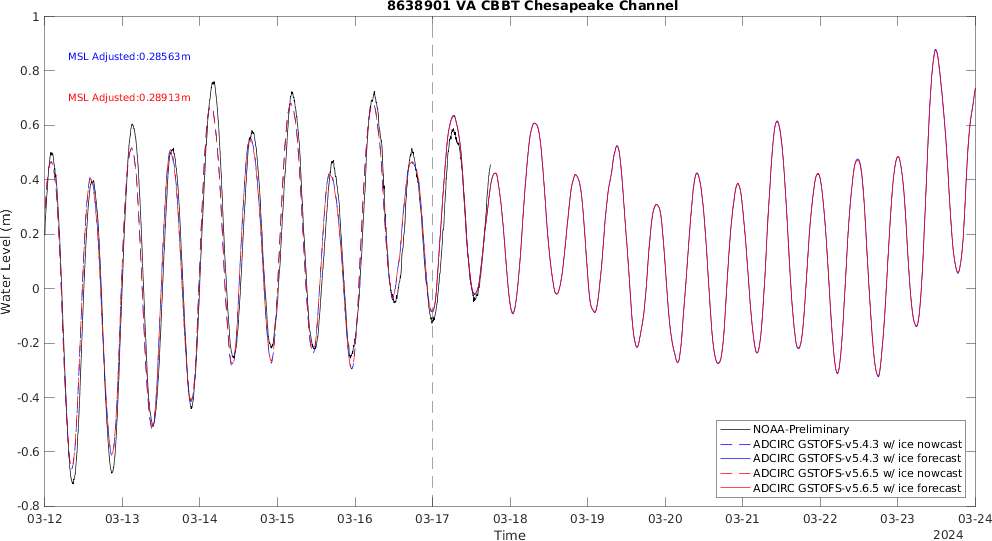 8638901 VA CBBT Chesapeake Channel
1
0.8
0.6
0.4
0.2
0
-0.2
-0.4
-0.6
-0.8
Water Level (m)
MSL Adjusted:0.28563m
MSL Adjusted:0.28913m
NOAA-Preliminary
ADCIRC GSTOFS-v5.4.3 w/ ice nowcast
ADCIRC GSTOFS-v5.4.3 w/ ice forecast
ADCIRC GSTOFS-v5.6.5 w/ ice nowcast
ADCIRC GSTOFS-v5.6.5 w/ ice forecast
03-12 03-13 03-14 03-15 03-16 03-17 03-18 03-19 03-20 03-21 03-22 03-23 03-24
Time
2024